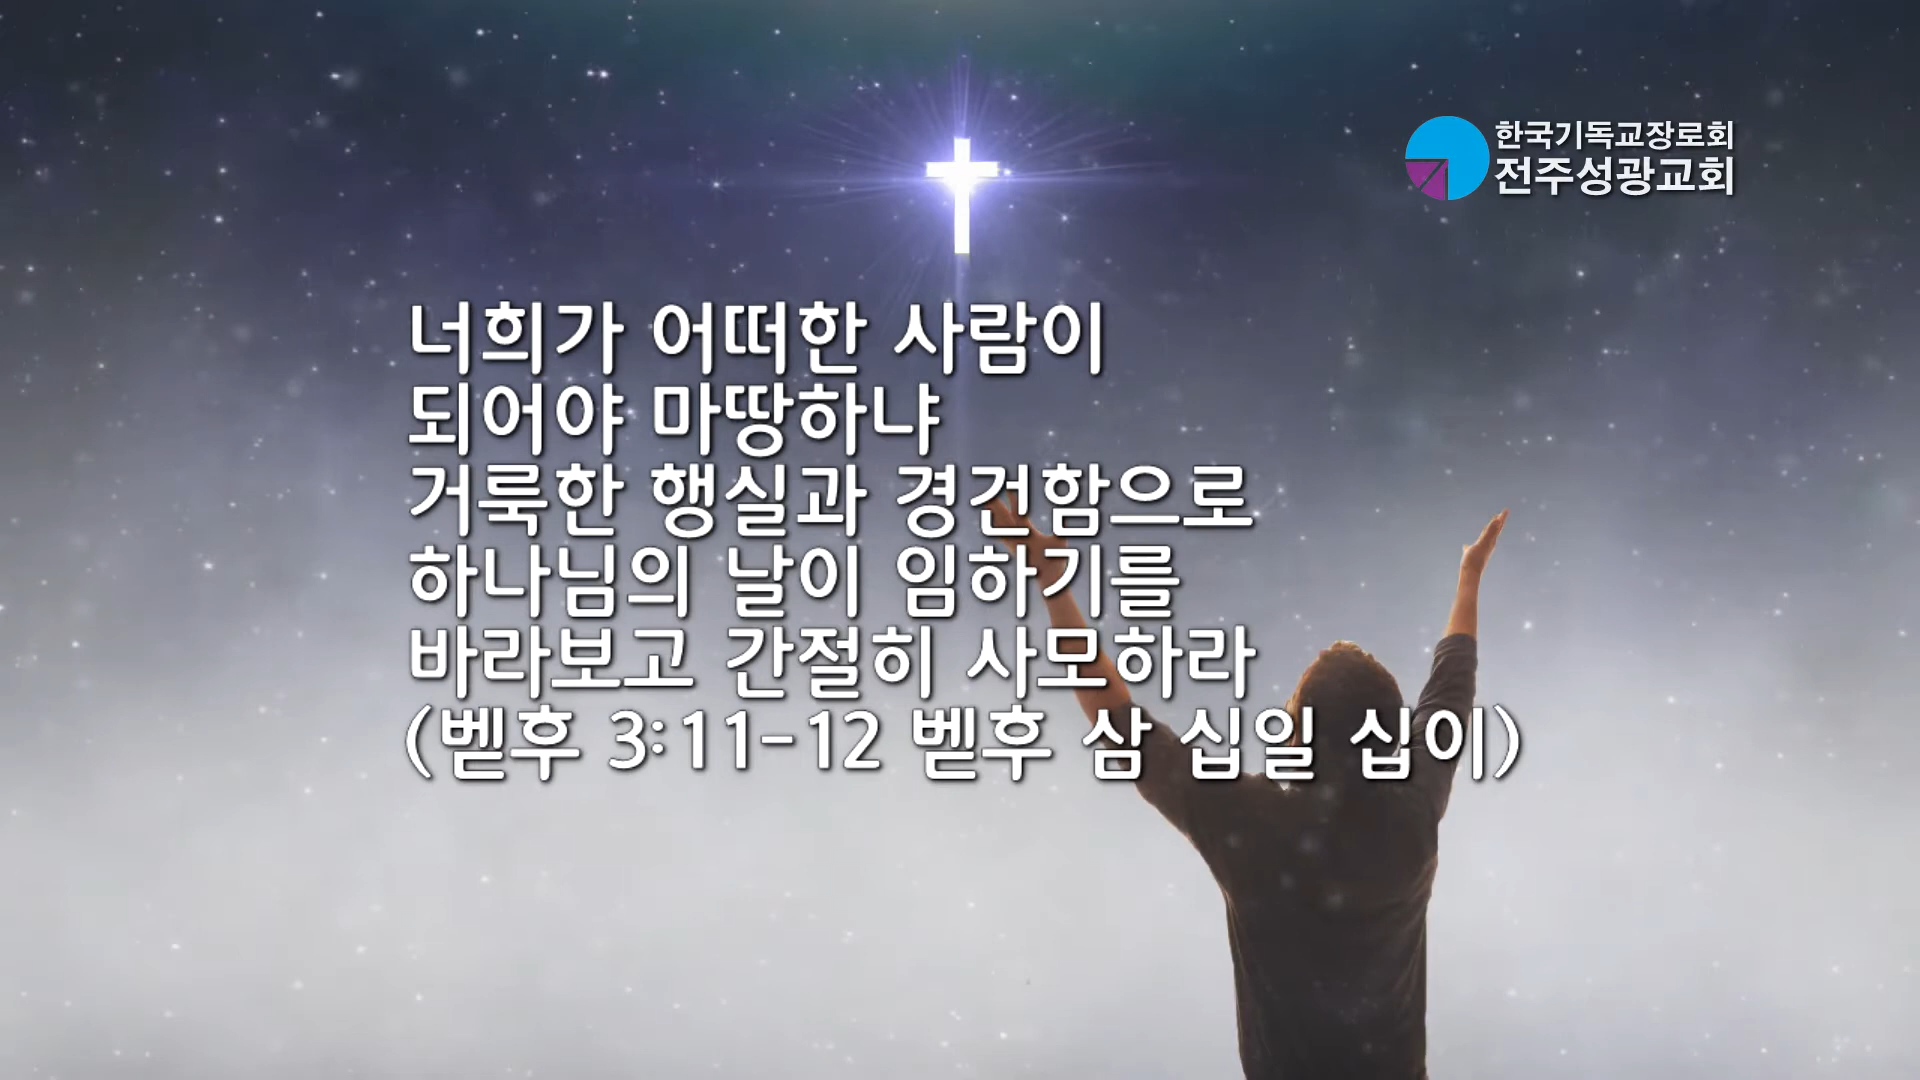 한국기독교장로회
전주성광교회
너희가 어떠한 사람이
되어야 마땅하냐
거룩한 행실과 경건함으로
하나님의 날이 임하기를
바라보고 간절히 사모하라
(벧후 3:11-12 벧후 삼 십일 십이)